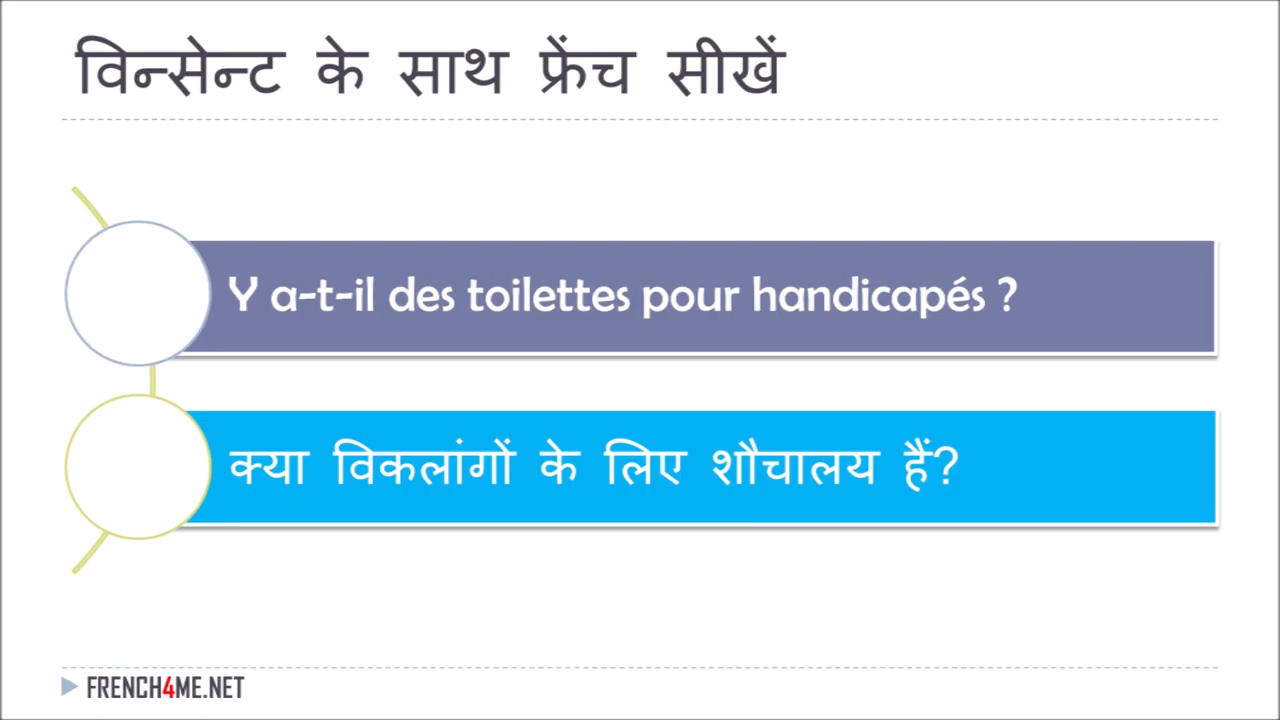 विन्सेन्ट के साथ फ्रेंच सीखें
Y a-t-il des toilettes pour handicapés ?
क्या विकलांगों के लिए शौचालय हैं?
FRENCH4ME.NET